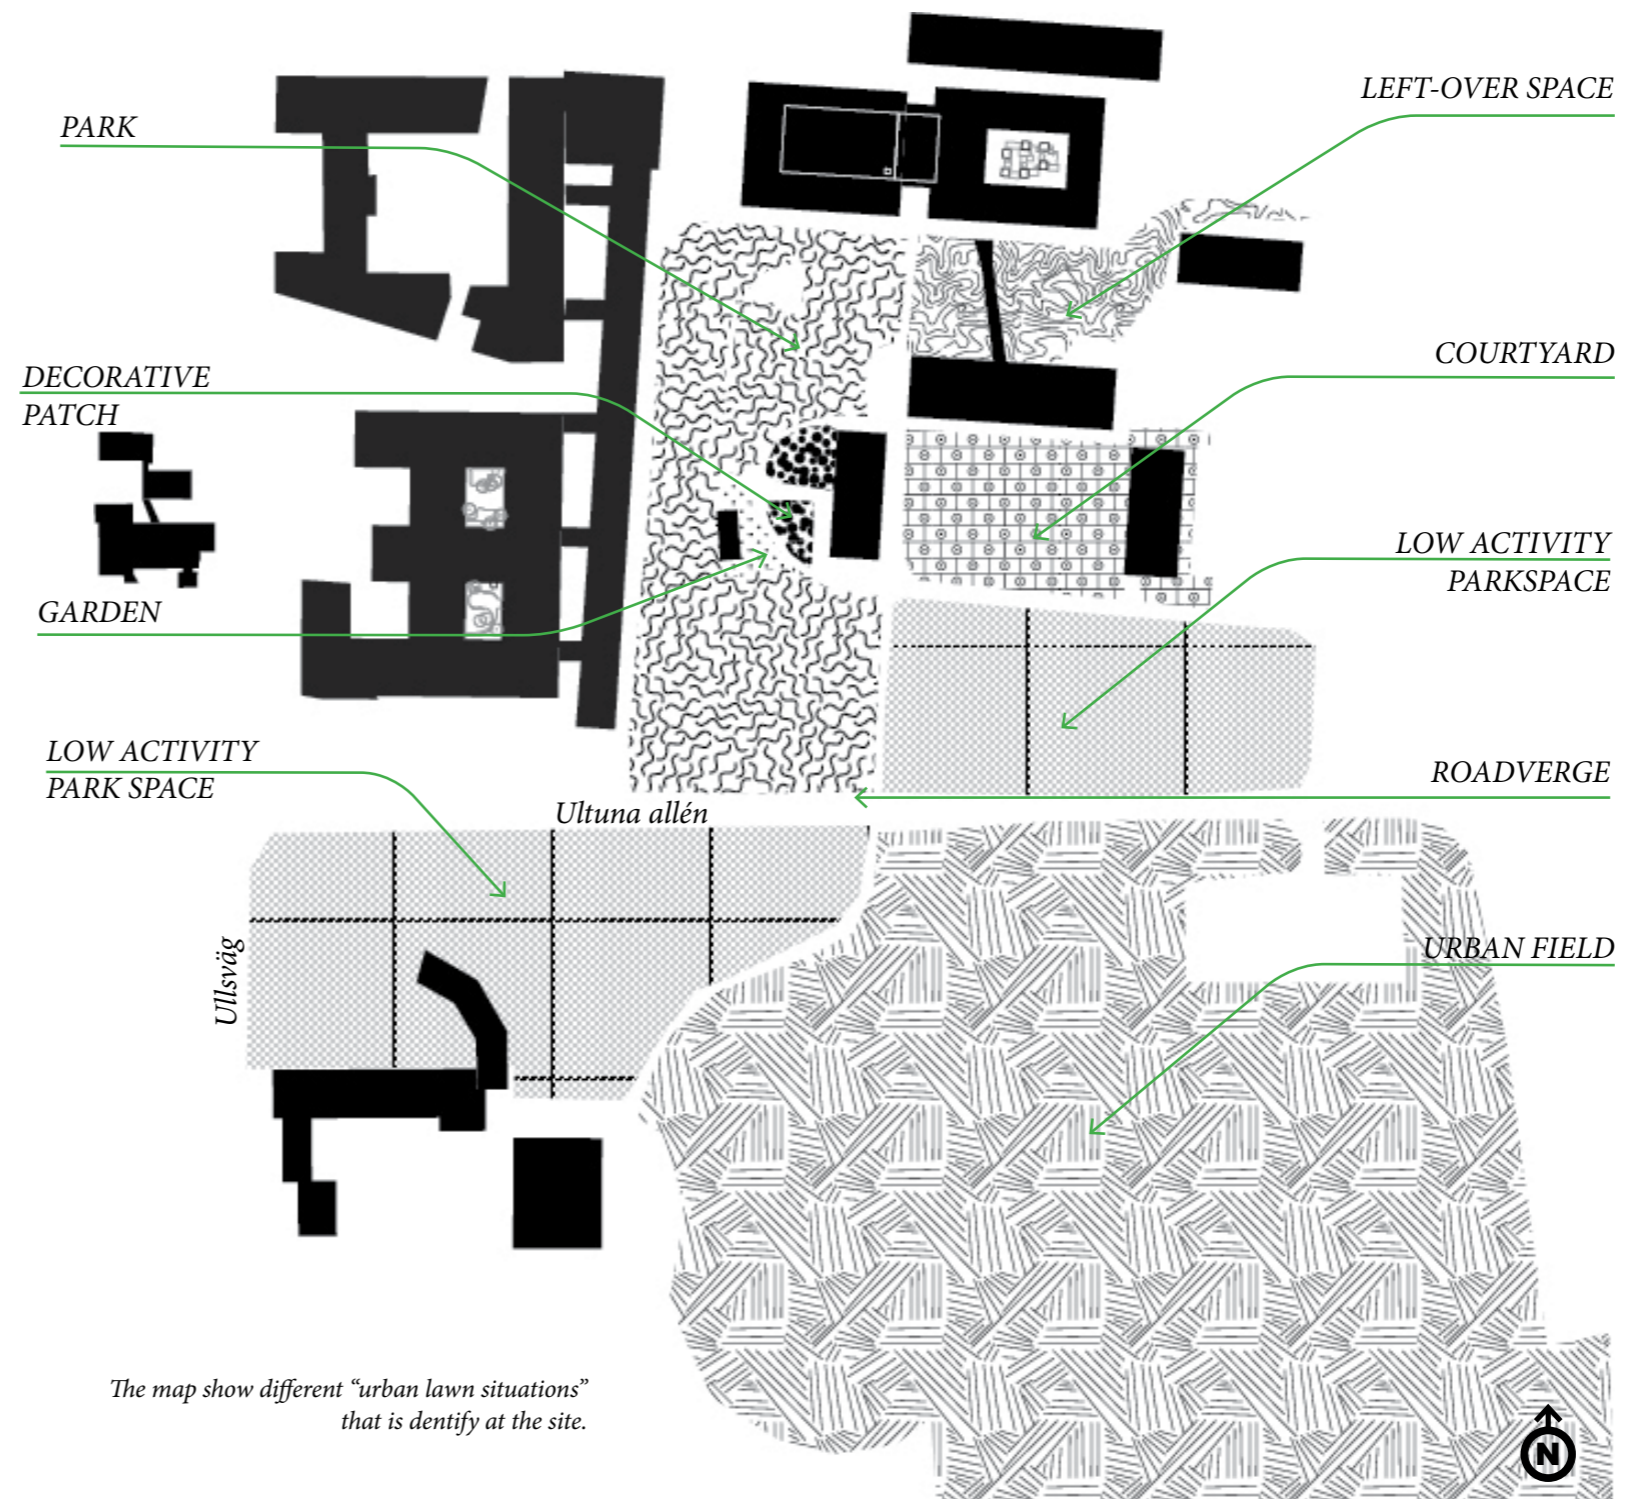 LEFT-OVER SPACE
PARK
COURTYARD
DECORATIVE
PATCH
LOW ACTIVITY
PARKSPACE
GARDEN
LOW ACTIVITY
PARK SPACE
ROADVERGE
Ultuna allén
Ullsväg
URBAN FIELD
The map show different “urban lawn situations”
that is dentify at the site.
N